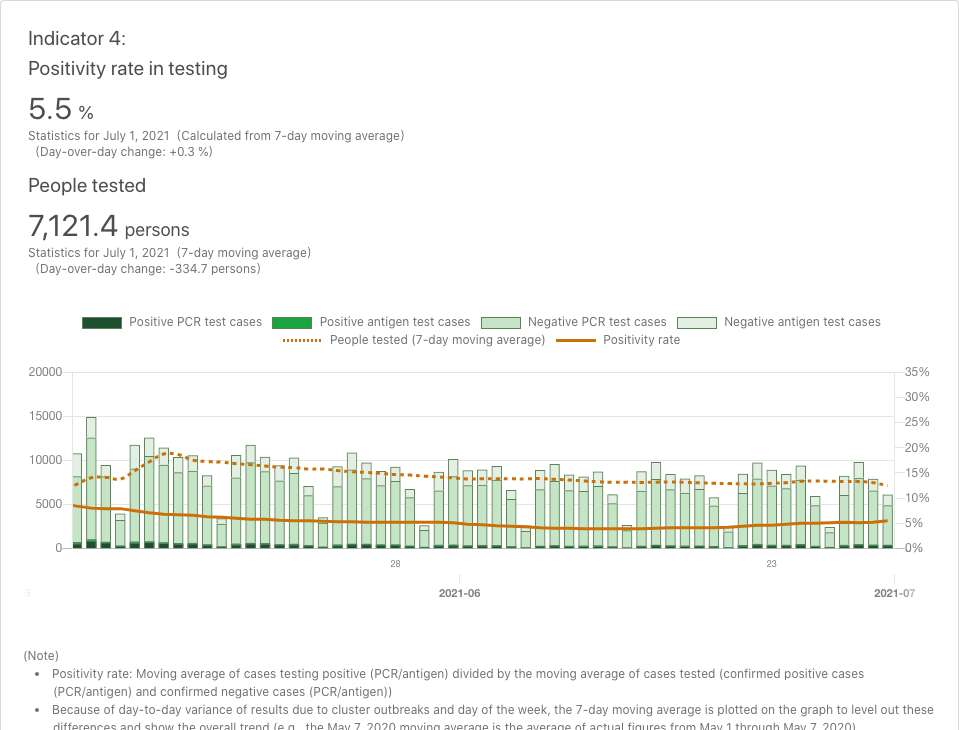 Indicator 4:
Positivity rate in testing
5.5 %
Statistics for July 1, 2021 (Calculated from 7-day moving average)
(Day-over-day change: +0.3 %)
People tested
7,121.4 persons
Statistics for July 1, 2021 (7-day moving average)
(Day-over-day change: -334.7 persons)
Positive PCR test cases Positive antigen test cases Negative PCR test cases Negative antigen test cases
People tested (7-day moving average) Positivity rate
20000 35%
30%
15000 25%
20%
10000 15%
10%
5000 5%
0 0%
28 23
5 2021-06 2021-07
(Note)
• Positivity rate: Moving average of cases testing positive (PCR/antigen) divided by the moving average of cases tested (confirmed positive cases
(PCR/antigen) and confirmed negative cases (PCR/antigen))
• Because of day-to-day variance of results due to cluster outbreaks and day of the week, the 7-day moving average is plotted on the graph to level out these
differences and show the overall trend (e.g., the May 7, 2020 moving average is the average of actual figures from May 1 through May 7, 2020)